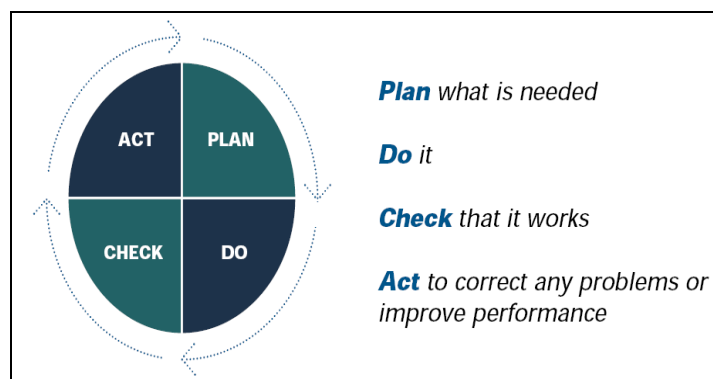 ACT
PLAN
CHECK
DO
Plan what is needed
Do it
Check that it works
Act to correct any problems or
improve performance